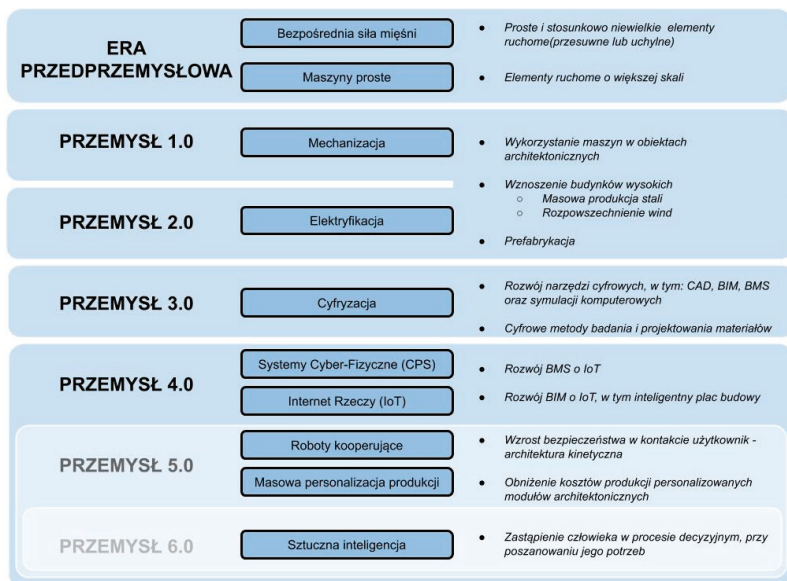 ERA
PRZEDPRZEMYSŁOWA
Bezpośrednia siła mięśni
Maszyny proste
● Proste i stosunkowo niewielkie elementy
ruchome(przesuwne lub uchylne)
● Elementy ruchome o większej skali
PRZEMYSŁ 1.0
Mechanizacja
● Wykorzystanie maszyn w obiektach
architektonicznych
● Wznoszenie budynków wysokich
○ Masowa produkcja stali
○ Rozpowszechnienie wind
PRZEMYSŁ 2.0
Elektryfikacja
● Prefabrykacja
PRZEMYSŁ 3.0
Cyfryzacja
● Rozwój narzędzi cyfrowych, w tym: CAD, BIM, BMS
oraz symulacji komputerowych
● Cyfrowe metody badania i projektowania materiałów
PRZEMYSŁ 4.0
Systemy Cyber-Fizyczne (CPS)
Internet Rzeczy (IoT)
● Rozwój BMS o IoT
● Rozwój BIM o IoT, w tym inteligentny plac budowy
PRZEMYSŁ 5.0
Roboty kooperujące
Masowa personalizacja produkcji
● Wzrost bezpieczeństwa w kontakcie użytkownik -
architektura kinetyczna
● Obniżenie kosztów produkcji personalizowanych
modułów architektonicznych
PRZEMYSŁ 6.0
Sztuczna inteligencja
● Zastąpienie człowieka w procesie decyzyjnym, przy
poszanowaniu jego potrzeb